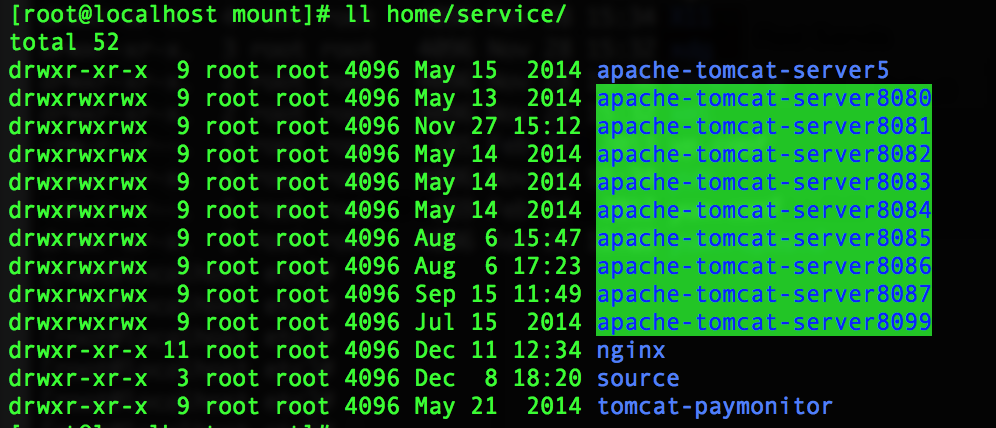 [root@localhost mount]# ll home/service/
total 52
drwxr-xr-x  9 root root 4096 May 15  2014 apache-tomcat-server5
drwxrwxrwx  9 root root 4096 May 13  2014 apache-tomcat-server8080
drwxrwxrwx  9 root root 4096 Nov 27 15:12 apache-tomcat-server8081
drwxrwxrwx  9 root root 4096 May 14  2014 apache-tomcat-server8082
drwxrwxrwx  9 root root 4096 May 14  2014 apache-tomcat-server8083
drwxrwxrwx  9 root root 4096 May 14  2014 apache-tomcat-server8084
drwxrwxrwx  9 root root 4096 Aug  6 15:47 apache-tomcat-server8085
drwxrwxrwx  9 root root 4096 Aug  6 17:23 apache-tomcat-server8086
drwxrwxrwx  9 root root 4096 Sep 15 11:49 apache-tomcat-server8087
drwxrwxrwx  9 root root 4096 Jul 15  2014 apache-tomcat-server8099
drwxr-xr-x 11 root root 4096 Dec 11 12:34 nginx
drwxr-xr-x  3 root root 4096 Dec  8 18:20 source
drwxr-xr-x  9 root root 4096 May 21  2014 tomcat-paymonitor